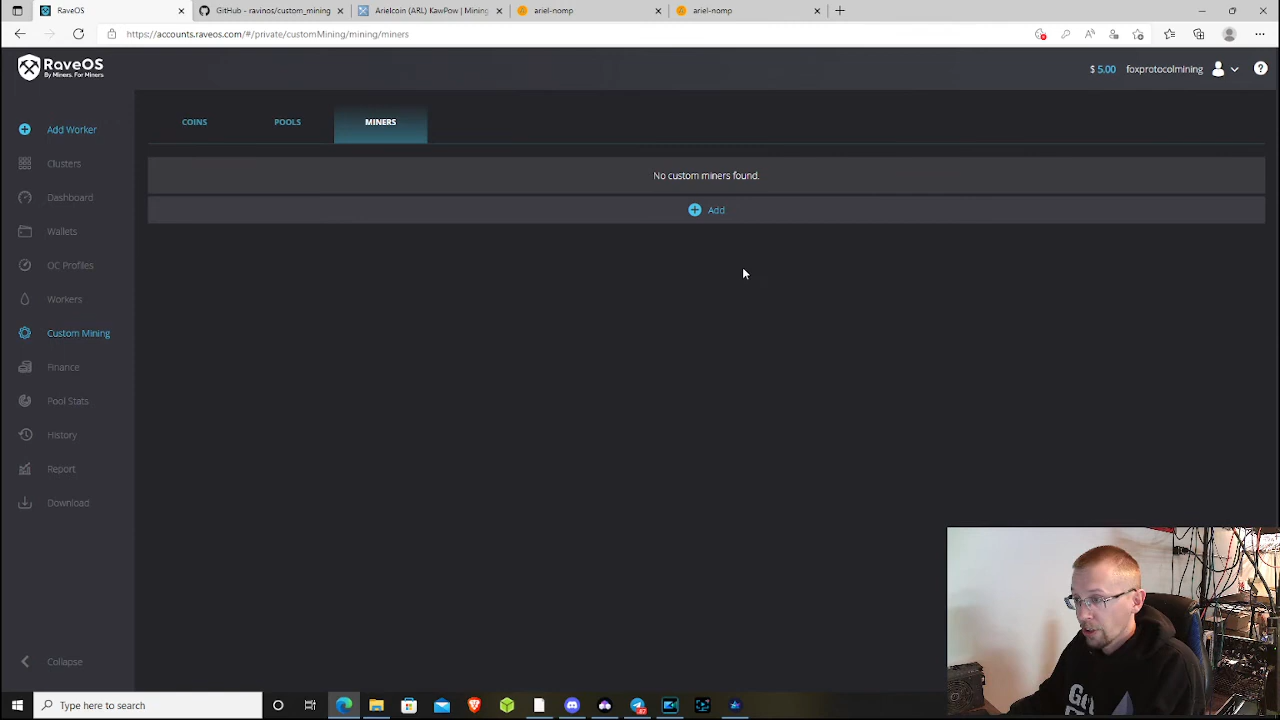 RaveOS
GitHub - ravinos/custom_mining
Arielcoin (ARL) KawPow | Mining
ariel-nomp
ariel-nomp
https://accounts.raveos.com/#/private/customMining/mining/miners
RaveOS
By Miners. For Miners
$ 5.00
foxprotocolmining
Add Worker
Clusters
Dashboard
Wallets
OC Profiles
Workers
Custom Mining
Finance
Pool Stats
History
Report
Download
Collapse
COINS
POOLS
MINERS
No custom miners found.
Add
Type here to search